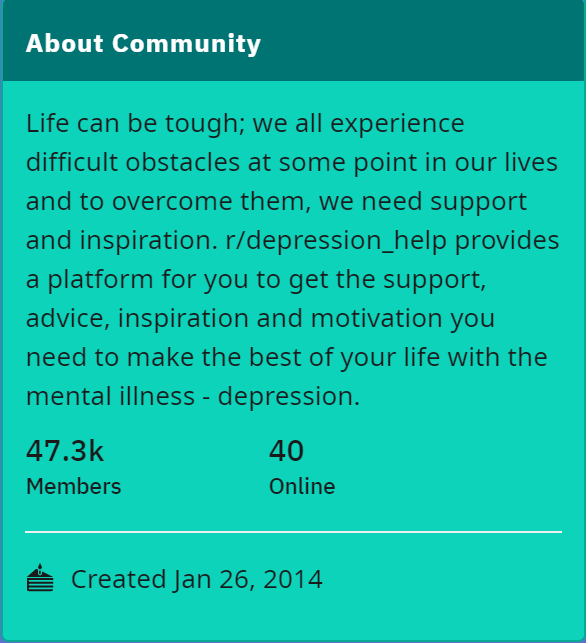 About Community
Life can be tough; we all experience
difficult obstacles at some point in our lives
and to overcome them, we need support
and inspiration. r/depression_help provides
a platform for you to get the support,
advice, inspiration and motivation you
need to make the best of your life with the
mental illness - depression.
47.3k 40
Members Online
Created Jan 26, 2014